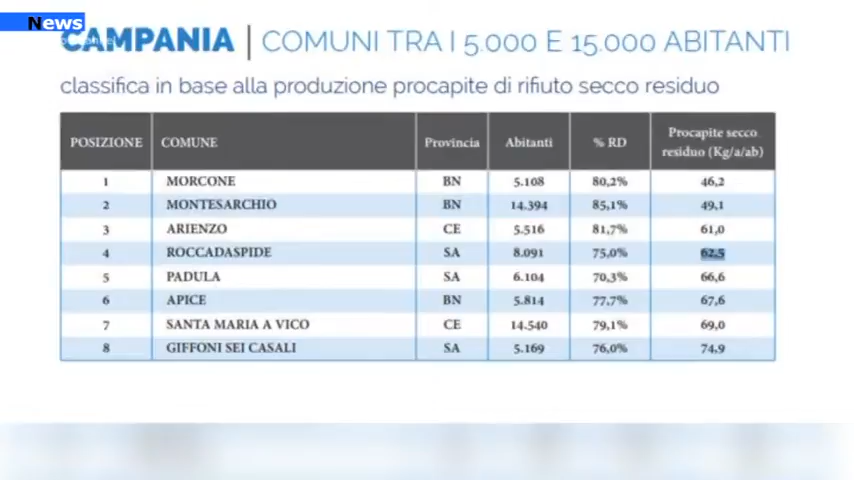 News
CAMPANIA | COMUNI TRA I 5.000 E 15.000 ABITANTI
classifica in base alla produzione procapite di rifiuto secco residuo
POSIZIONE COMUNE Provincia Abitanti % RD Procapite secco residuo (Kg/a/ab)
1 MORCONE BN 5.108 80,2% 46,2
2 MONTESARCHIO BN 14.394 85,1% 49,1
3 ARIENZO CE 5.516 81,7% 61,0
4 ROCCADASPIDE SA 8.091 75,0% 62,5
5 PADULA SA 6.104 70,3% 66,6
6 APICE BN 5.814 77,7% 67,6
7 SANTA MARIA A VICO CE 14.540 79,1% 69,0
8 GIFFONI SEI CASALI SA 5.169 76,0% 74,9